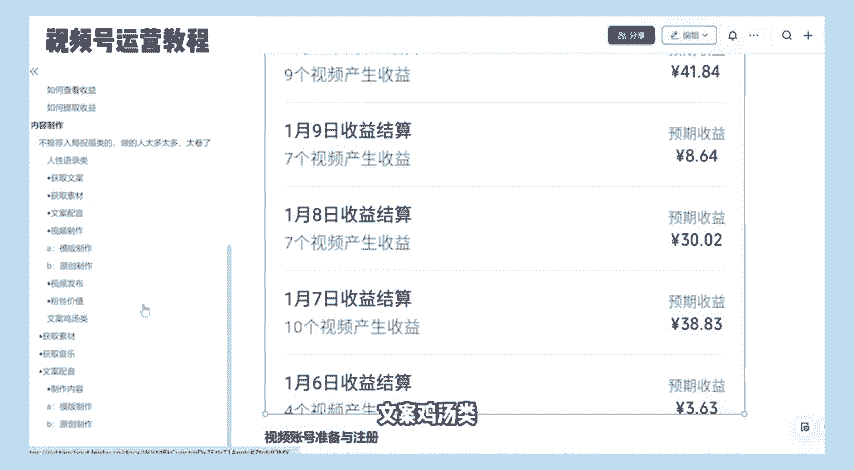 视频号运营教程
分享
编辑
如何查看收益
如何提取收益
内容制作
不推荐入局祝福类的，做的人太多太多，太卷了
人性语录类
•获取文案
•获取素材
•文案配音
•视频制作
a：模版制作
b：原创制作
•视频发布
•粉丝价值
文案鸡汤类
•获取素材
•获取音乐
•文案配音
•制作内容
a：模版制作
b：原创制作
预期收益
9个视频产生收益
¥41.84
1月9日收益结算
预期收益
7个视频产生收益
¥8.64
1月8日收益结算
预期收益
7个视频产生收益
¥30.02
1月7日收益结算
预期收益
10个视频产生收益
¥38.83
1月6日收益结算
预期收益
4个视频产生收益
¥3.63
文案鸡汤类
视频账号准备与注册